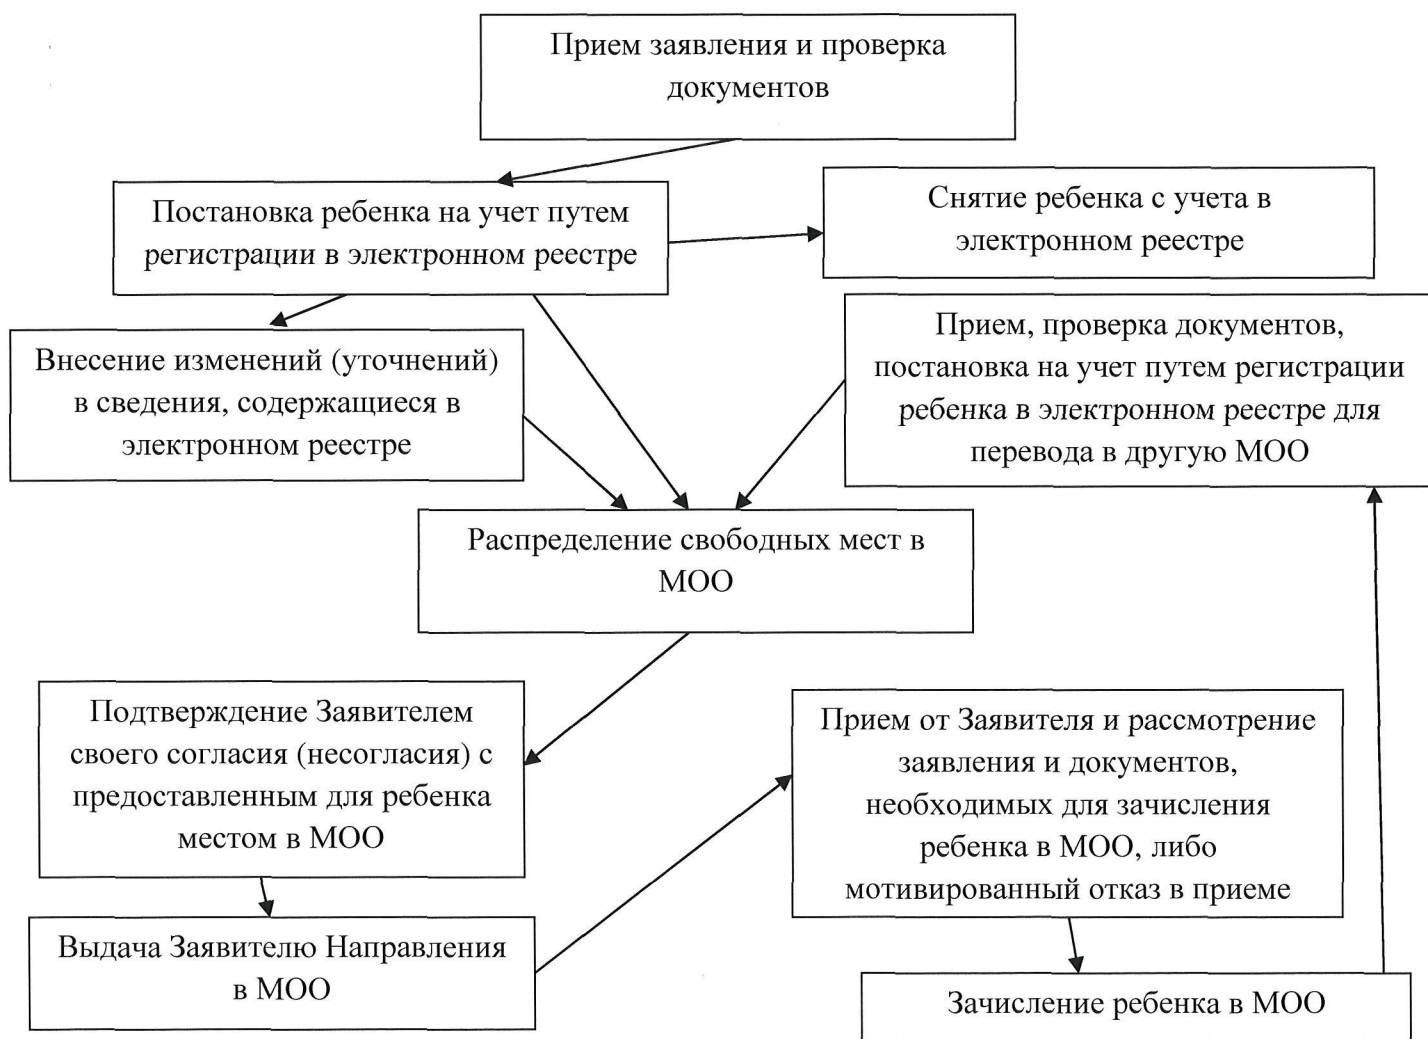 Прием заявления и проверка
документов
Постановка ребенка на учет путем
регистрации в электронном реестре
Снятие ребенка с учета в
электронном реестре
Внесение изменений (уточнений)
в сведения, содержащиеся в
электронном реестре
Прием, проверка документов,
постановка на учет путем регистрации
ребенка в электронном реестре для
перевода в другую МОО
Распределение свободных мест в
МОО
Подтверждение Заявителем
своего согласия (несогласия) с
предоставленным для ребенка
местом в МОО
Прием от Заявителя и рассмотрение
заявления и документов,
необходимых для зачисления
ребенка в МОО, либо
мотивированный отказ в приеме
Выдача Заявителю Направления
в МОО
Зачисление ребенка в МОО